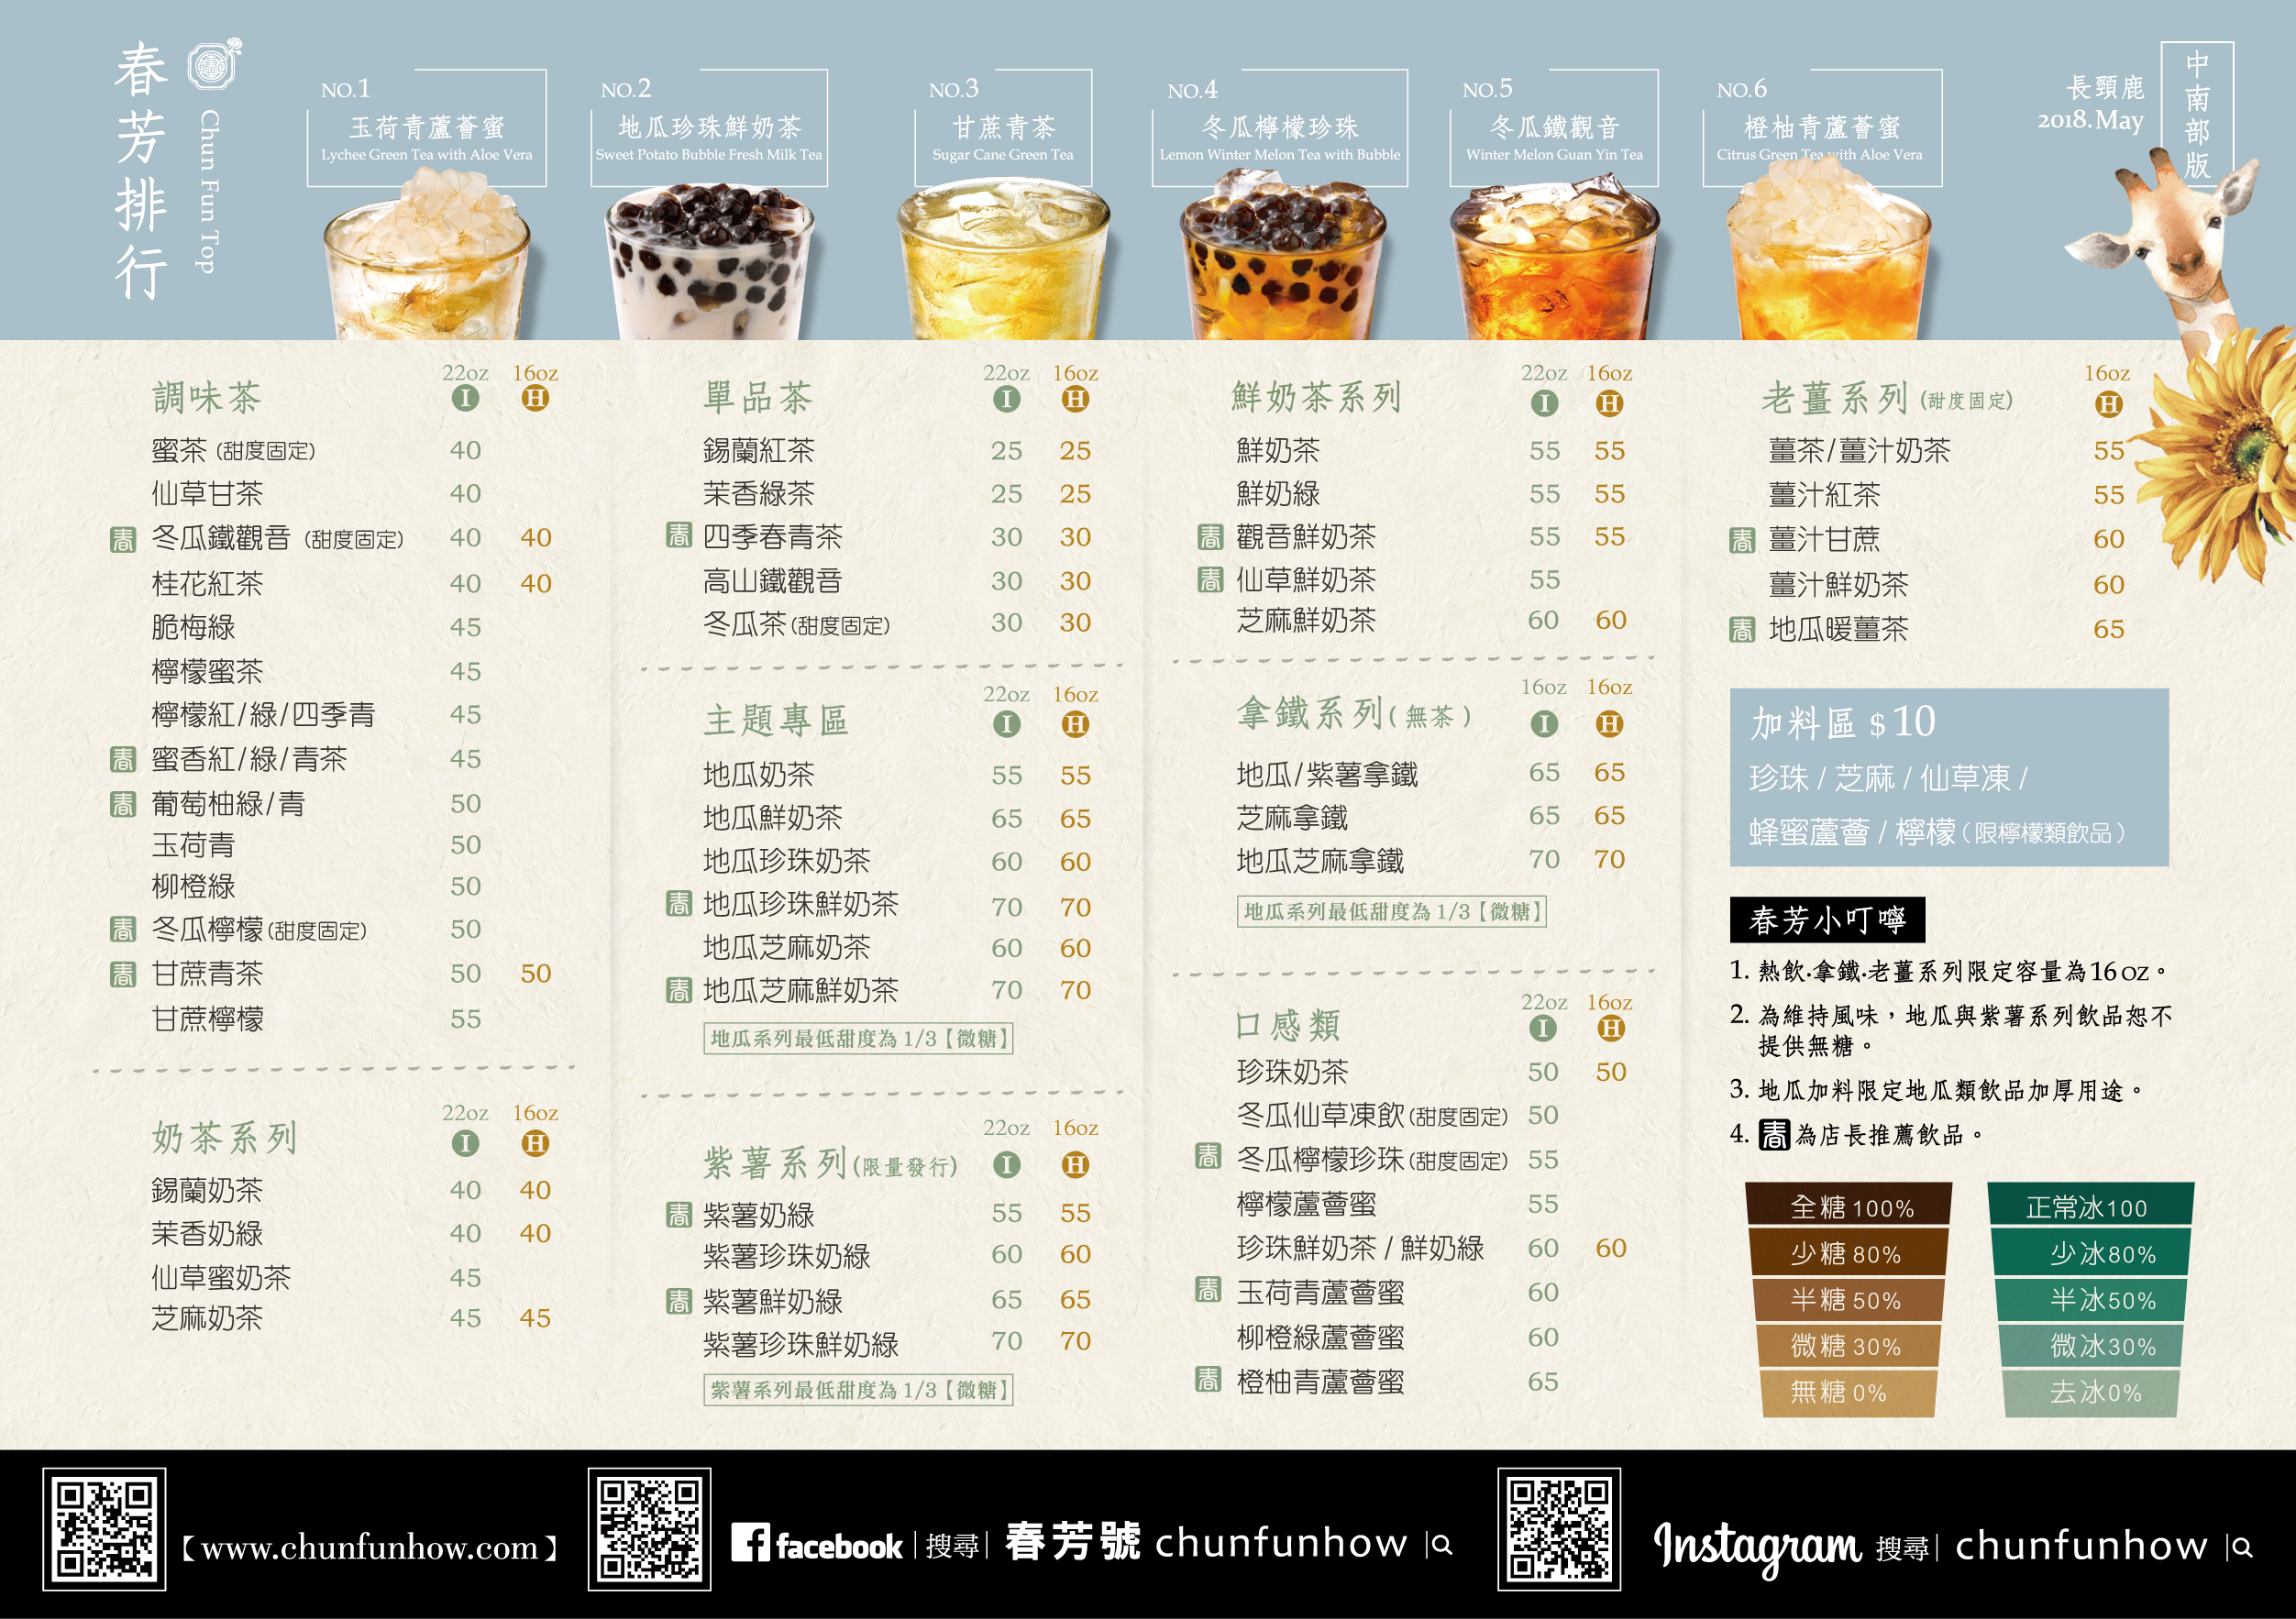 春芳排行
Chun Fun Top
NO.1
玉荷青蘆薈蜜
Lychee Green Tea with Aloe Vera
NO.2
地瓜珍珠鮮奶茶
Sweet Potato Bubble Fresh Milk Tea
NO.3
甘蔗青茶
Sugar Cane Green Tea
NO.4
冬瓜檸檬珍珠
Lemon Winter Melon Tea with Bubble
NO.5
冬瓜鐵觀音
Winter Melon Guan Yin Tea
NO.6
橙柚青蘆薈蜜
Citrus Green Tea with Aloe Vera
長頸鹿
2018.May
中南部版
調味茶 22oz I 16oz H
蜜茶 (甜度固定) 40
仙草甘茶 40
春 冬瓜鐵觀音 (甜度固定) 40 40
桂花紅茶 40 40
脆梅綠 45
檸檬蜜茶 45
檸檬紅/綠/四季青 45
春 蜜香紅/綠/青茶 45
春 葡萄柚綠/青 50
玉荷青 50
柳橙綠 50
春 冬瓜檸檬(甜度固定) 50
春 甘蔗青茶 50 50
甘蔗檸檬 55
奶茶系列 22oz I 16oz H
錫蘭奶茶 40 40
茉香奶綠 40 40
仙草蜜奶茶 45
芝麻奶茶 45 45
單品茶 22oz I 16oz H
錫蘭紅茶 25 25
茉香綠茶 25 25
春 四季春青茶 30 30
高山鐵觀音 30 30
冬瓜茶(甜度固定) 30 30
主題專區 22oz I 16oz H
地瓜奶茶 55 55
地瓜鮮奶茶 65 65
地瓜珍珠奶茶 60 60
春 地瓜珍珠鮮奶茶 70 70
地瓜芝麻奶茶 60 60
春 地瓜芝麻鮮奶茶 70 70
地瓜系列最低甜度為 1/3【微糖】
紫薯系列(限量發行) 22oz I 16oz H
春 紫薯奶綠 55 55
紫薯珍珠奶綠 60 60
春 紫薯鮮奶綠 65 65
紫薯珍珠鮮奶綠 70 70
紫薯系列最低甜度為 1/3【微糖】
鮮奶茶系列 22oz I 16oz H
鮮奶茶 55 55
鮮奶綠 55 55
春 觀音鮮奶茶 55 55
春 仙草鮮奶茶 55
芝麻鮮奶茶 60 60
拿鐵系列(無茶) 16oz I 16oz H
地瓜/紫薯拿鐵 65 65
芝麻拿鐵 65 65
地瓜芝麻拿鐵 70 70
地瓜系列最低甜度為 1/3【微糖】
口感類 22oz I 16oz H
珍珠奶茶 50 50
冬瓜仙草凍飲(甜度固定) 50
春 冬瓜檸檬珍珠(甜度固定) 55
檸檬蘆薈蜜 55
珍珠鮮奶茶 / 鮮奶綠 60 60
春 玉荷青蘆薈蜜 60
柳橙綠蘆薈蜜 60
春 橙柚青蘆薈蜜 65
老薑系列 (甜度固定) 16oz H
薑茶/薑汁奶茶 55
薑汁紅茶 55
春 薑汁甘蔗 60
薑汁鮮奶茶 60
春 地瓜暖薑茶 65
加料區 $10
珍珠 / 芝麻 / 仙草凍 /
蜂蜜蘆薈 / 檸檬（限檸檬類飲品）
春芳小叮嚀
1. 熱飲‧拿鐵‧老薑系列限定容量為16oz。
2. 為維持風味，地瓜與紫薯系列飲品恕不
提供無糖。
3. 地瓜加料限定地瓜類飲品加厚用途。
4. 春 為店長推薦飲品。
全糖 100%
少糖 80%
半糖 50%
微糖 30%
無糖 0%
正常冰100
少冰80%
半冰50%
微冰30%
去冰0%
【www.chunfunhow.com】
f facebook |搜尋| 春芳號 chunfunhow
Instagram 搜尋| chunfunhow